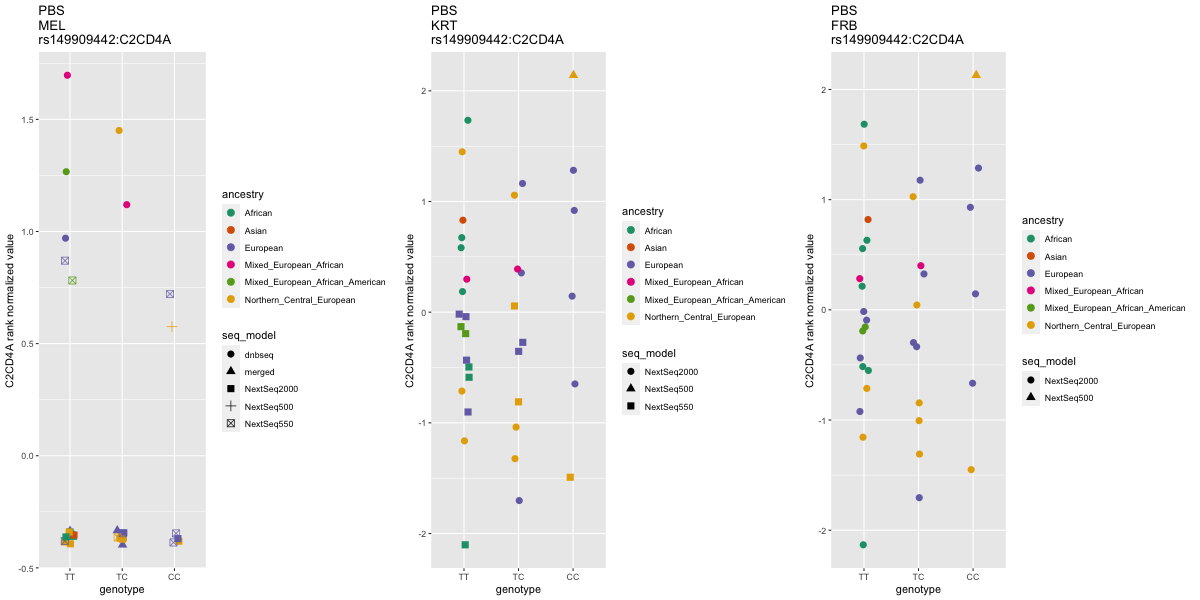 PBS
MEL
rs149909442:C2CD4A
C2CD4A rank normalized value
1.5
1.0
0.5
0.0
-0.5
TT
TC
CC
genotype
ancestry
African
Asian
European
Mixed_European_African
Mixed_European_African_American
Northern_Central_European
seq_model
dnbseq
merged
NextSeq2000
NextSeq500
NextSeq550
PBS
KRT
rs149909442:C2CD4A
C2CD4A rank normalized value
2
1
0
-1
-2
TT
TC
CC
genotype
ancestry
African
Asian
European
Mixed_European_African
Mixed_European_African_American
Northern_Central_European
seq_model
NextSeq2000
NextSeq500
NextSeq550
PBS
FRB
rs149909442:C2CD4A
C2CD4A rank normalized value
2
1
0
-1
-2
TT
TC
CC
genotype
ancestry
African
Asian
European
Mixed_European_African
Mixed_European_African_American
Northern_Central_European
seq_model
NextSeq2000
NextSeq500